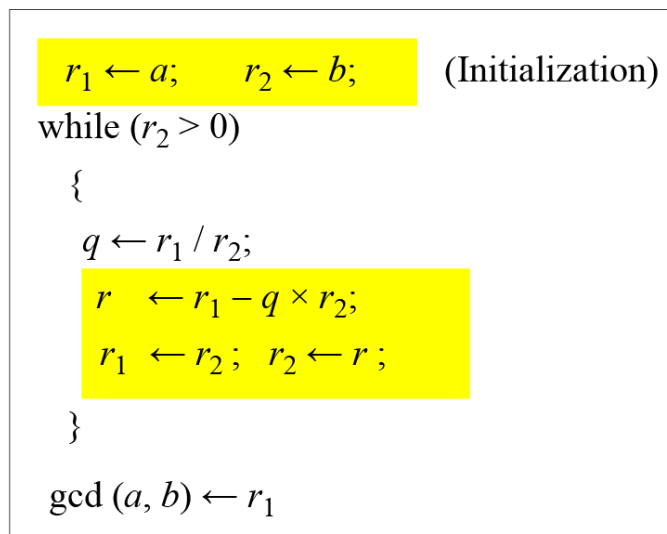 r₁ ← a; r₂ ← b; (Initialization)
while (r₂ > 0)
{
q ← r₁ / r₂;
r ← r₁ – q × r₂;
r₁ ← r₂ ; r₂ ← r ;
}
gcd (a, b) ← r₁